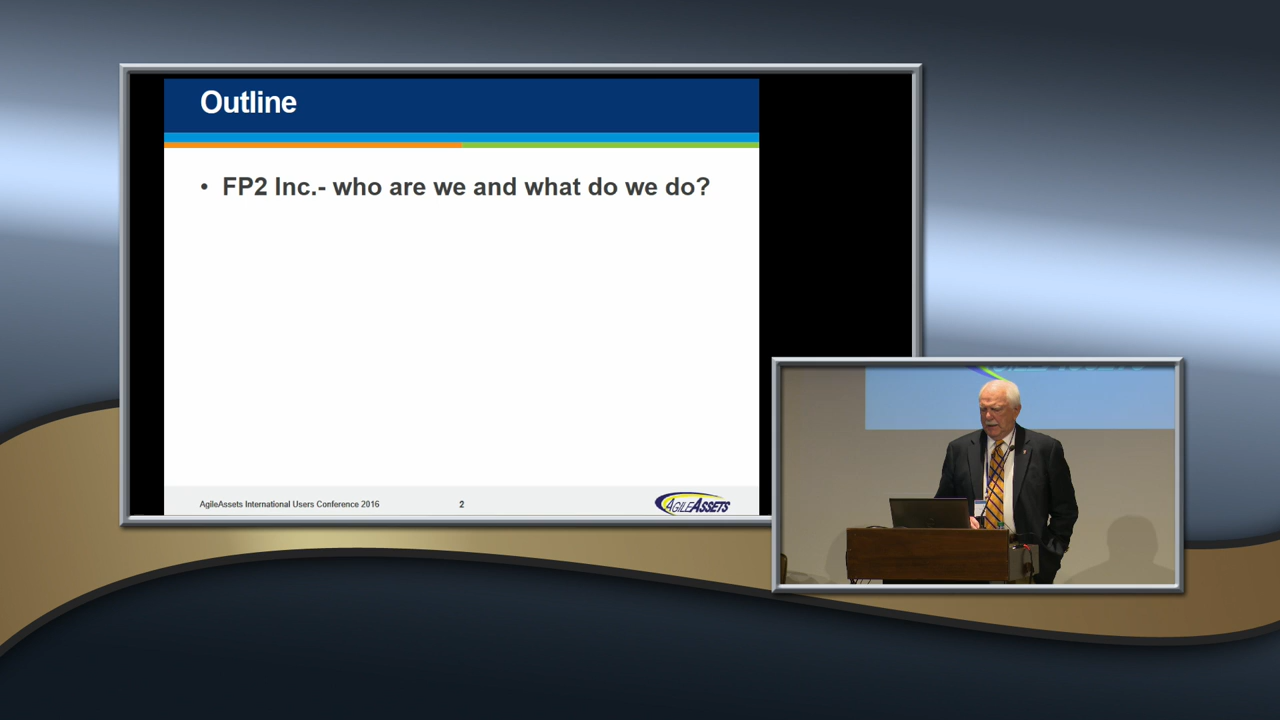 Outline
• FP2 Inc.- who are we and what do we do?
AgileAssets International Users Conference 2016
2
AGILEASSETS